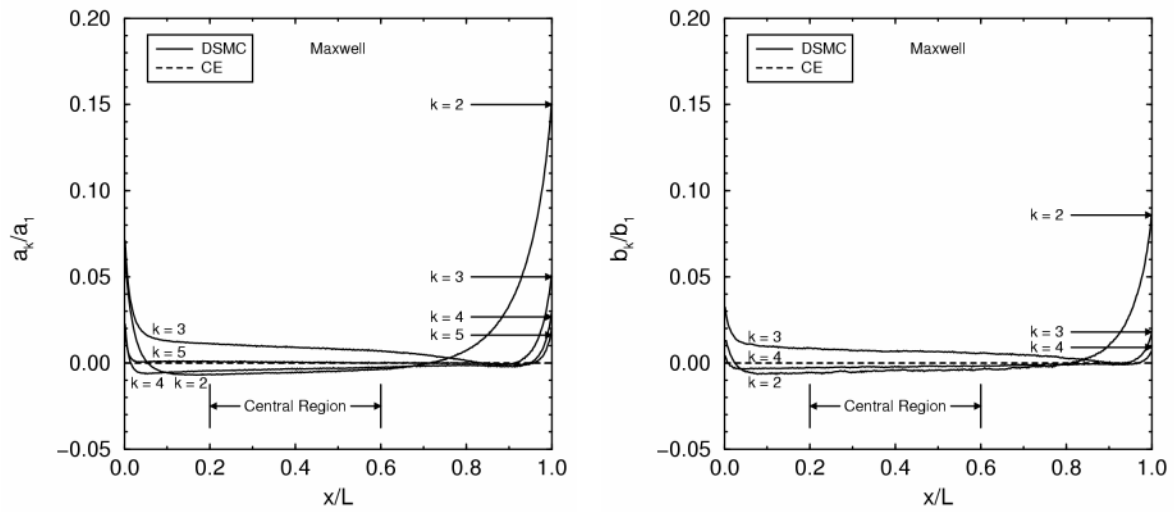 0.20
0.15
0.10
0.05
0.00
−0.05
a_k/a_1
DSMC
CE
Maxwell
k = 2
k = 3
k = 4
k = 5
k = 3
k = 5
k = 4
k = 2
Central Region
0.0 0.2 0.4 0.6 0.8 1.0
x/L
0.20
0.15
0.10
0.05
0.00
−0.05
b_k/b_1
DSMC
CE
Maxwell
k = 2
k = 3
k = 4
k = 3
k = 4
k = 2
Central Region
0.0 0.2 0.4 0.6 0.8 1.0
x/L